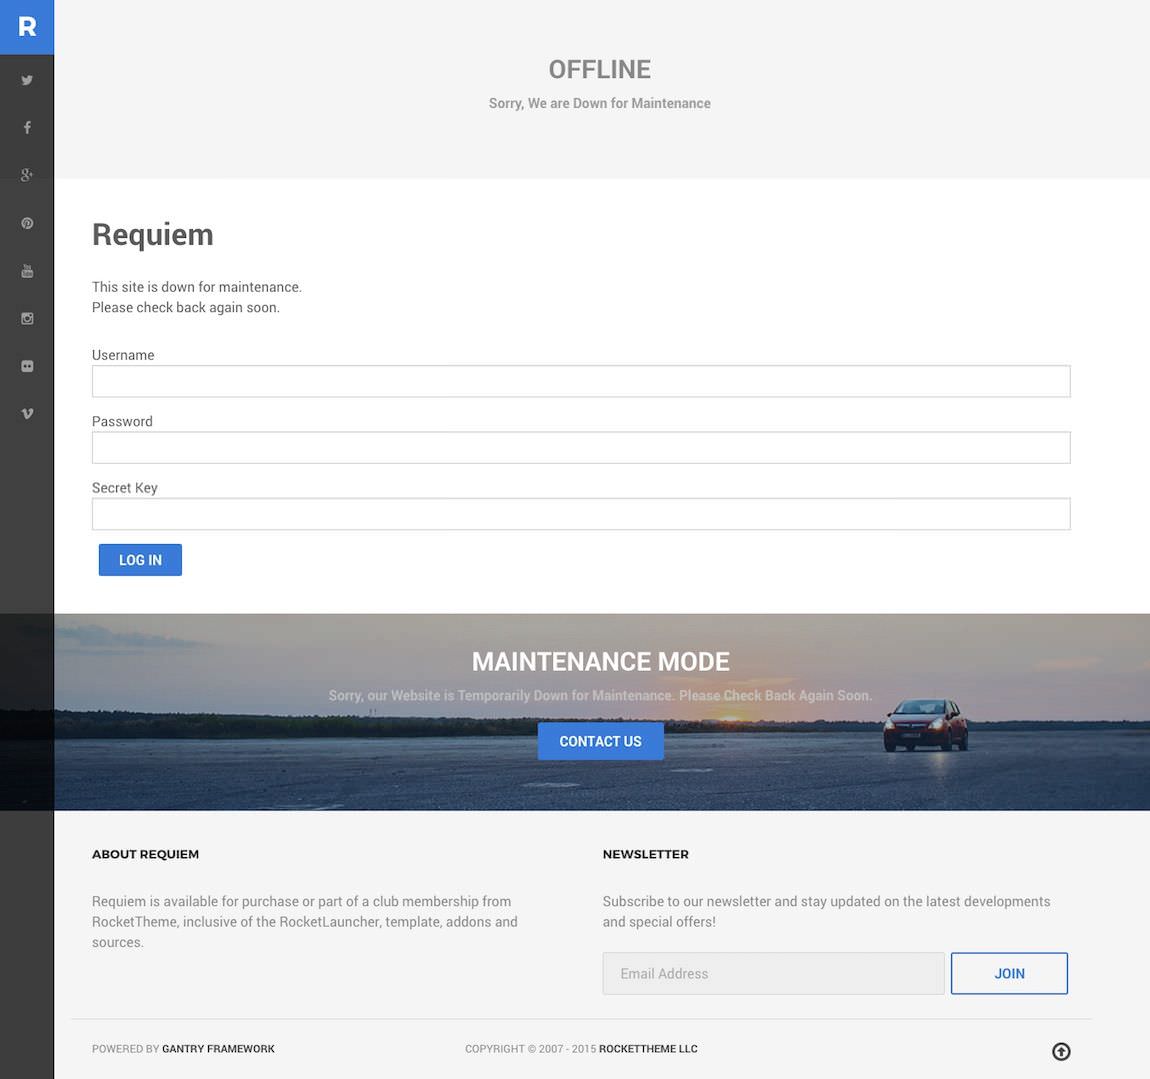 R
OFFLINE
Sorry, We are Down for Maintenance
Requiem
This site is down for maintenance.
Please check back again soon.
Username
Password
Secret Key
LOG IN
MAINTENANCE MODE
Sorry, our Website is Temporarily Down for Maintenance. Please Check Back Again Soon.
CONTACT US
ABOUT REQUIEM
Requiem is available for purchase or part of a club membership from
RocketTheme, inclusive of the RocketLauncher, template, addons and
sources.
NEWSLETTER
Subscribe to our newsletter and stay updated on the latest developments
and special offers!
Email Address
JOIN
POWERED BY GANTRY FRAMEWORK
COPYRIGHT © 2007 - 2015 ROCKETTHEME LLC